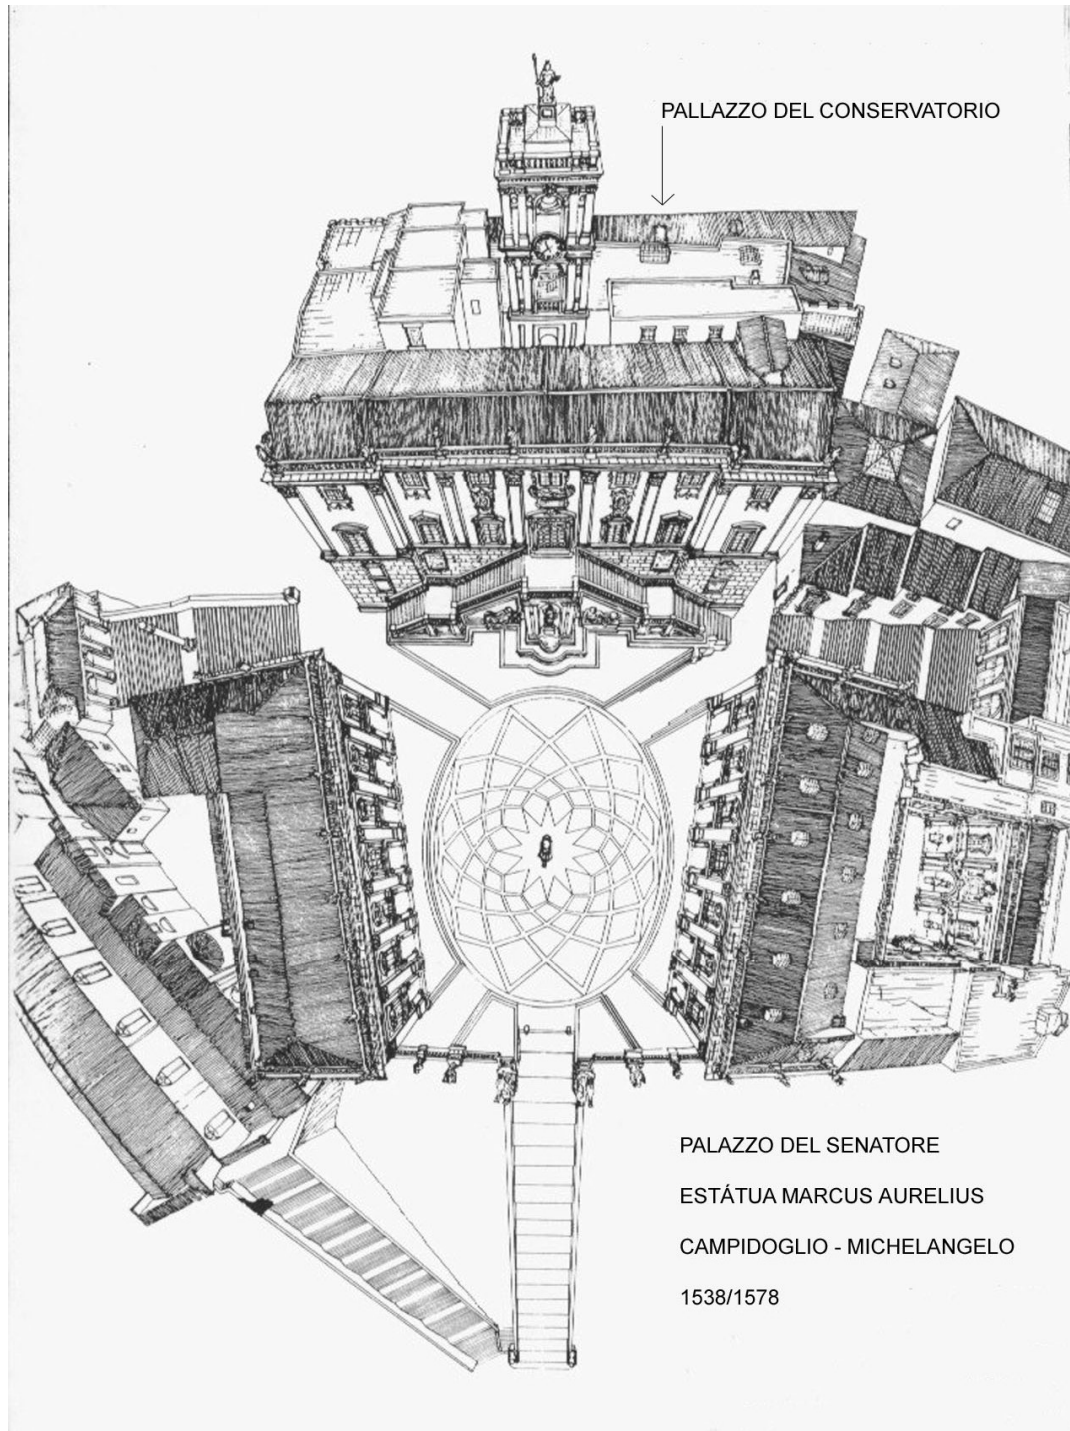 PALLAZZO DEL CONSERVATORIO
PALAZZO DEL SENATORE
ESTÁTUA MARCUS AURELIUS
CAMPIDOGLIO - MICHELANGELO
1538/1578